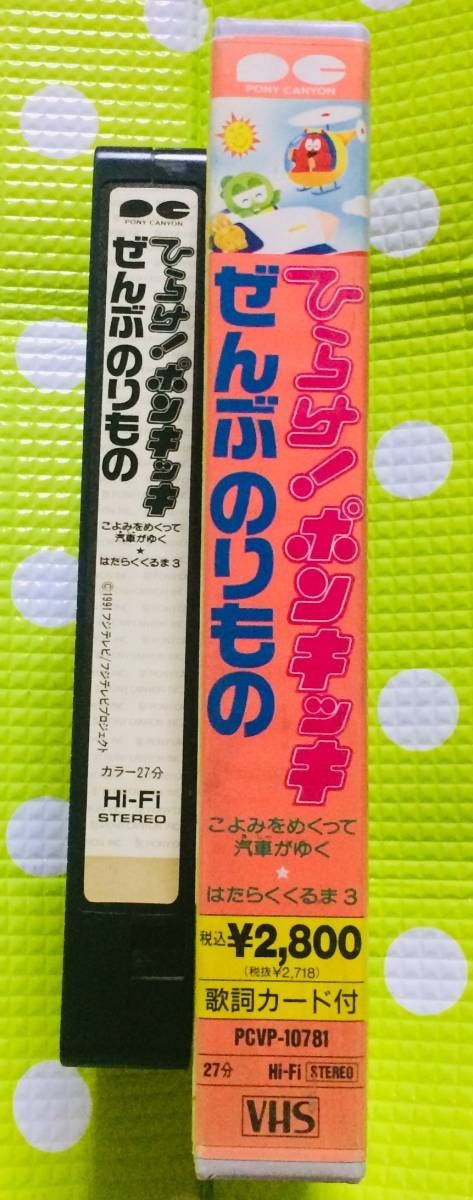 PONY CANYON
ひらけ!ポンキッキ
ぜんぶのりもの
こよみをめくって
汽車がゆく
★
はたらくくるま3
©1991フジテレビ/フジテレビプロジェクト
カラー27分
Hi-Fi
STEREO
PONY CANYON
ひらけ!ポンキッキ
ぜんぶのりもの
こよみをめくって
汽車がゆく
★
はたらくくるま3
税込¥2,800
(税抜¥2,718)
歌詞カード付
PCVP-10781
27分 Hi-Fi STEREO
VHS